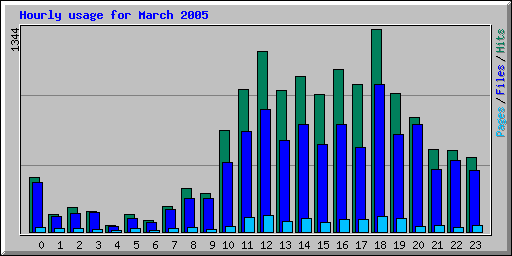 Hourly usage for March 2005
1344
Pages/Files/Hits
0 1 2 3 4 5 6 7 8 9 10 11 12 13 14 15 16 17 18 19 20 21 22 23